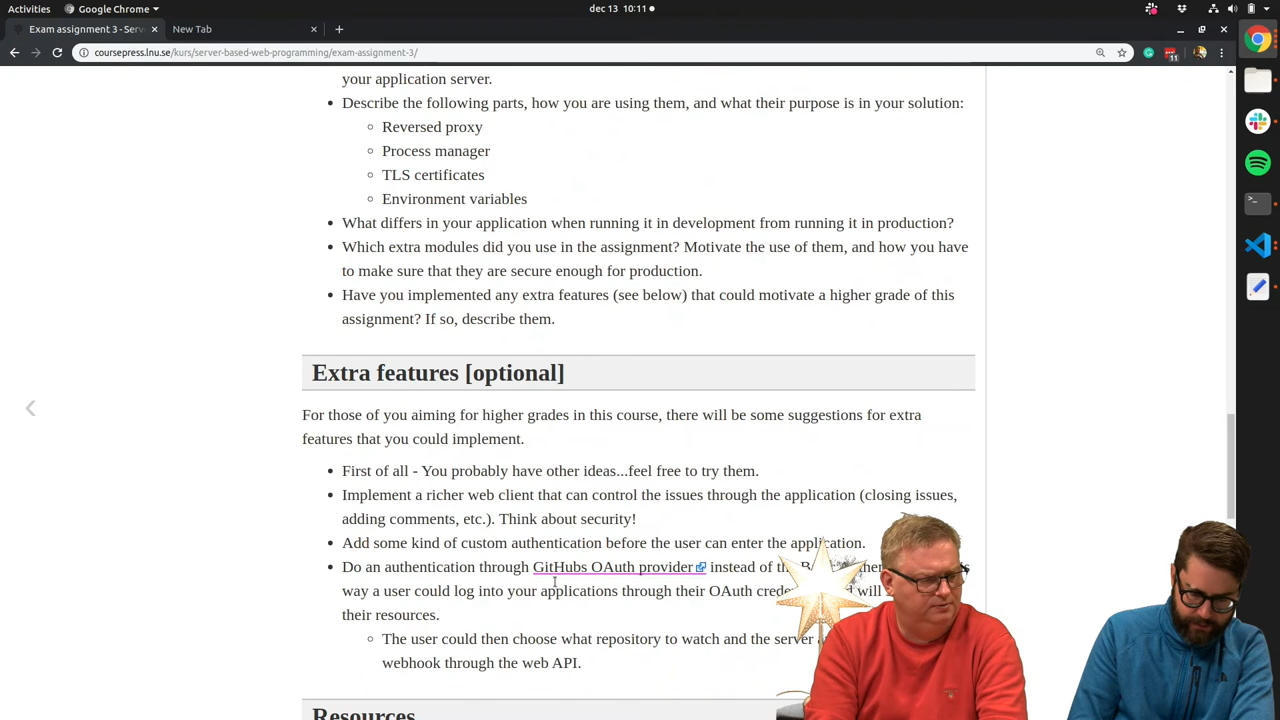 Activities
Google Chrome
dec 13 10:11
Exam assignment 3 - Serv
New Tab
coursepress.lnu.se/kurs/server-based-web-programming/exam-assignment-3/
11
your application server.
• Describe the following parts, how you are using them, and what their purpose is in your solution:
Reversed proxy
Process manager
TLS certificates
Environment variables
• What differs in your application when running it in development from running it in production?
• Which extra modules did you use in the assignment? Motivate the use of them, and how you have
to make sure that they are secure enough for production.
• Have you implemented any extra features (see below) that could motivate a higher grade of this
assignment? If so, describe them.
Extra features [optional]
For those of you aiming for higher grades in this course, there will be some suggestions for extra
features that you could implement.
• First of all - You probably have other ideas...feel free to try them.
• Implement a richer web client that can control the issues through the application (closing issues,
adding comments, etc.). Think about security!
• Add some kind of custom authentication before the user can enter the application.
• Do an authentication through GitHubs OAuth provider instead of
way a user could log into your applications through their OAuth will
their resources.
The user could then choose what repository to watch and the server
webhook through the web API.
Resources